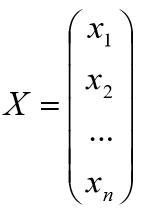 X = ( x₁
x₂
...
xₙ )